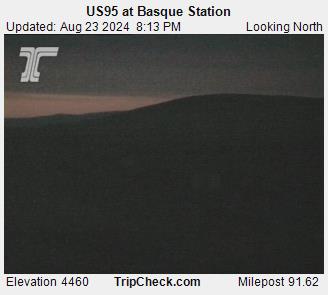 US95 at Basque Station
Updated: Aug 23 2024 8:13 PM Looking North
Elevation 4460 TripCheck.com Milepost 91.62